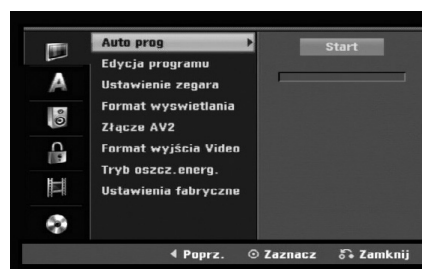 Auto prog
Start
Edycja programu
Ustawienie zegara
Format wyswietlania
Złącze AV2
Format wyjścia Video
Tryb oszcz.energ.
Ustawienia fabryczne
A
Poprz. Zaznacz Zamknij